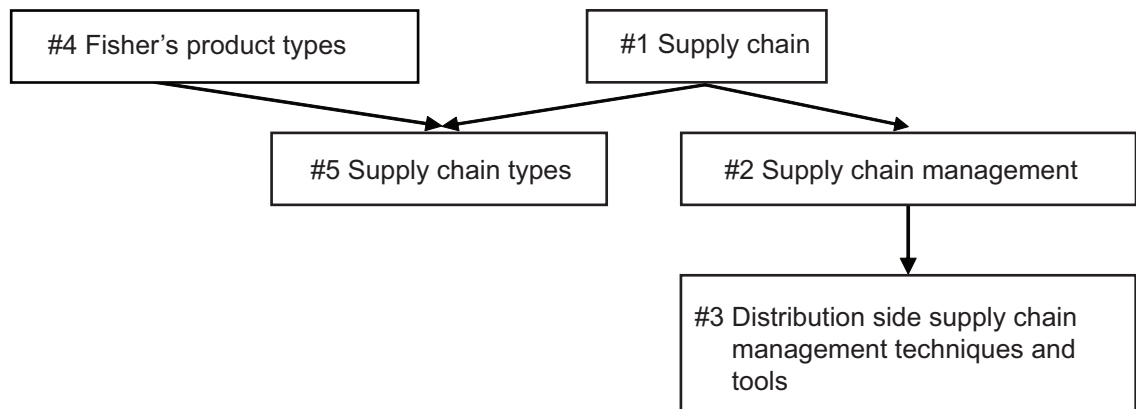 #4 Fisher’s product types
#1 Supply chain
#5 Supply chain types
#2 Supply chain management
#3 Distribution side supply chain
management techniques and
tools